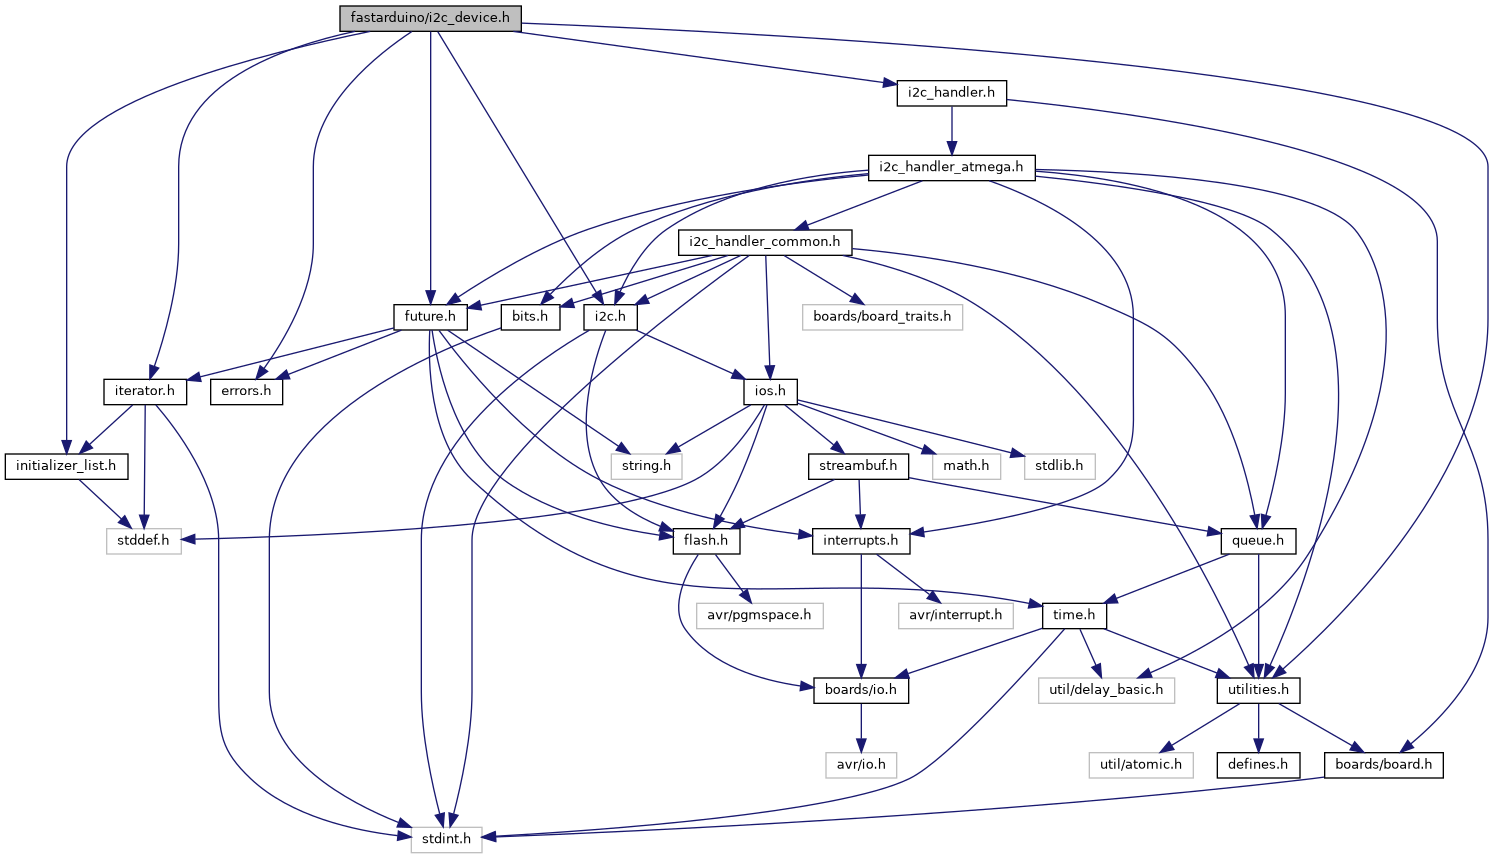 fastarduino/i2c_device.h
i2c_handler.h
i2c_handler_atmega.h
i2c_handler_common.h
future.h
bits.h
i2c.h
boards/board_traits.h
iterator.h
errors.h
ios.h
initializer_list.h
string.h
streambuf.h
math.h
stdlib.h
stddef.h
flash.h
interrupts.h
queue.h
avr/pgmspace.h
avr/interrupt.h
time.h
boards/io.h
util/delay_basic.h
utilities.h
avr/io.h
util/atomic.h
defines.h
boards/board.h
stdint.h